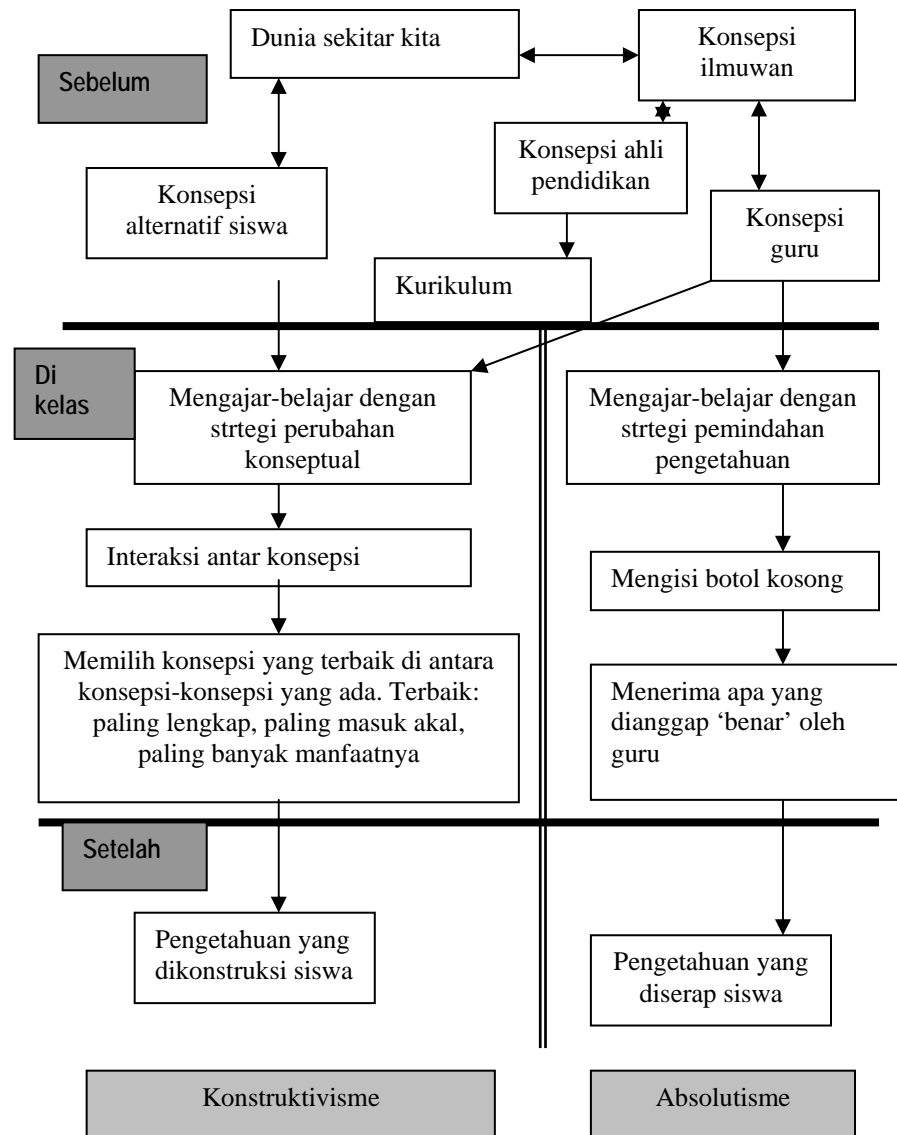 Dunia sekitar kita
Konsepsi
ilmuwan
Sebelum
Konsepsi ahli
pendidikan
Konsepsi
alternatif siswa
Konsepsi
guru
Kurikulum
Di
kelas
Mengajar-belajar dengan
strtegi perubahan
konseptual
Mengajar-belajar dengan
strtegi pemindahan
pengetahuan
Interaksi antar konsepsi
Mengisi botol kosong
Memilih konsepsi yang terbaik di antara
konsepsi-konsepsi yang ada. Terbaik:
paling lengkap, paling masuk akal,
paling banyak manfaatnya
Menerima apa yang
dianggap ‘benar’ oleh
guru
Setelah
Pengetahuan yang
dikonstruksi siswa
Pengetahuan yang
diserap siswa
Konstruktivisme
Absolutisme